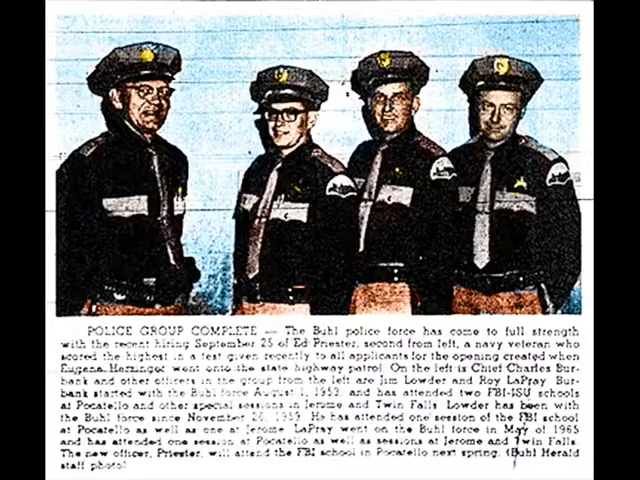 POLICE GROUP COMPLETE — The Buhl police force has come to full strength
with the recent hiring September 25 of Ed Priester, second from left, a navy veteran who
scored the highest in a test given recently to all applicants for the opening created when
Eugene Herzinger went onto the state highway patrol. On the left is Chief Charles Bur-
bank and other officers in the group from the left are Jim Lowder and Roy LaPray. Bur-
bank started with the Buhl force August 1, 1953, and has attended two FBI-ISU schools
at Pocatello and other special sessions in Jerome and Twin Falls. Lowder has been with
the Buhl force since November 26, He has attended one session of the FBI school
at Pocatello as well as one at Jerome. LaPray went on the Buhl force in May of 1965
and has attended one session at Pocatello as well as sessions at Jerome and Twin Falls.
The new officer, Priester, will attend the FBI school in Pocatello next spring. (Buhl Herald
staff photo)